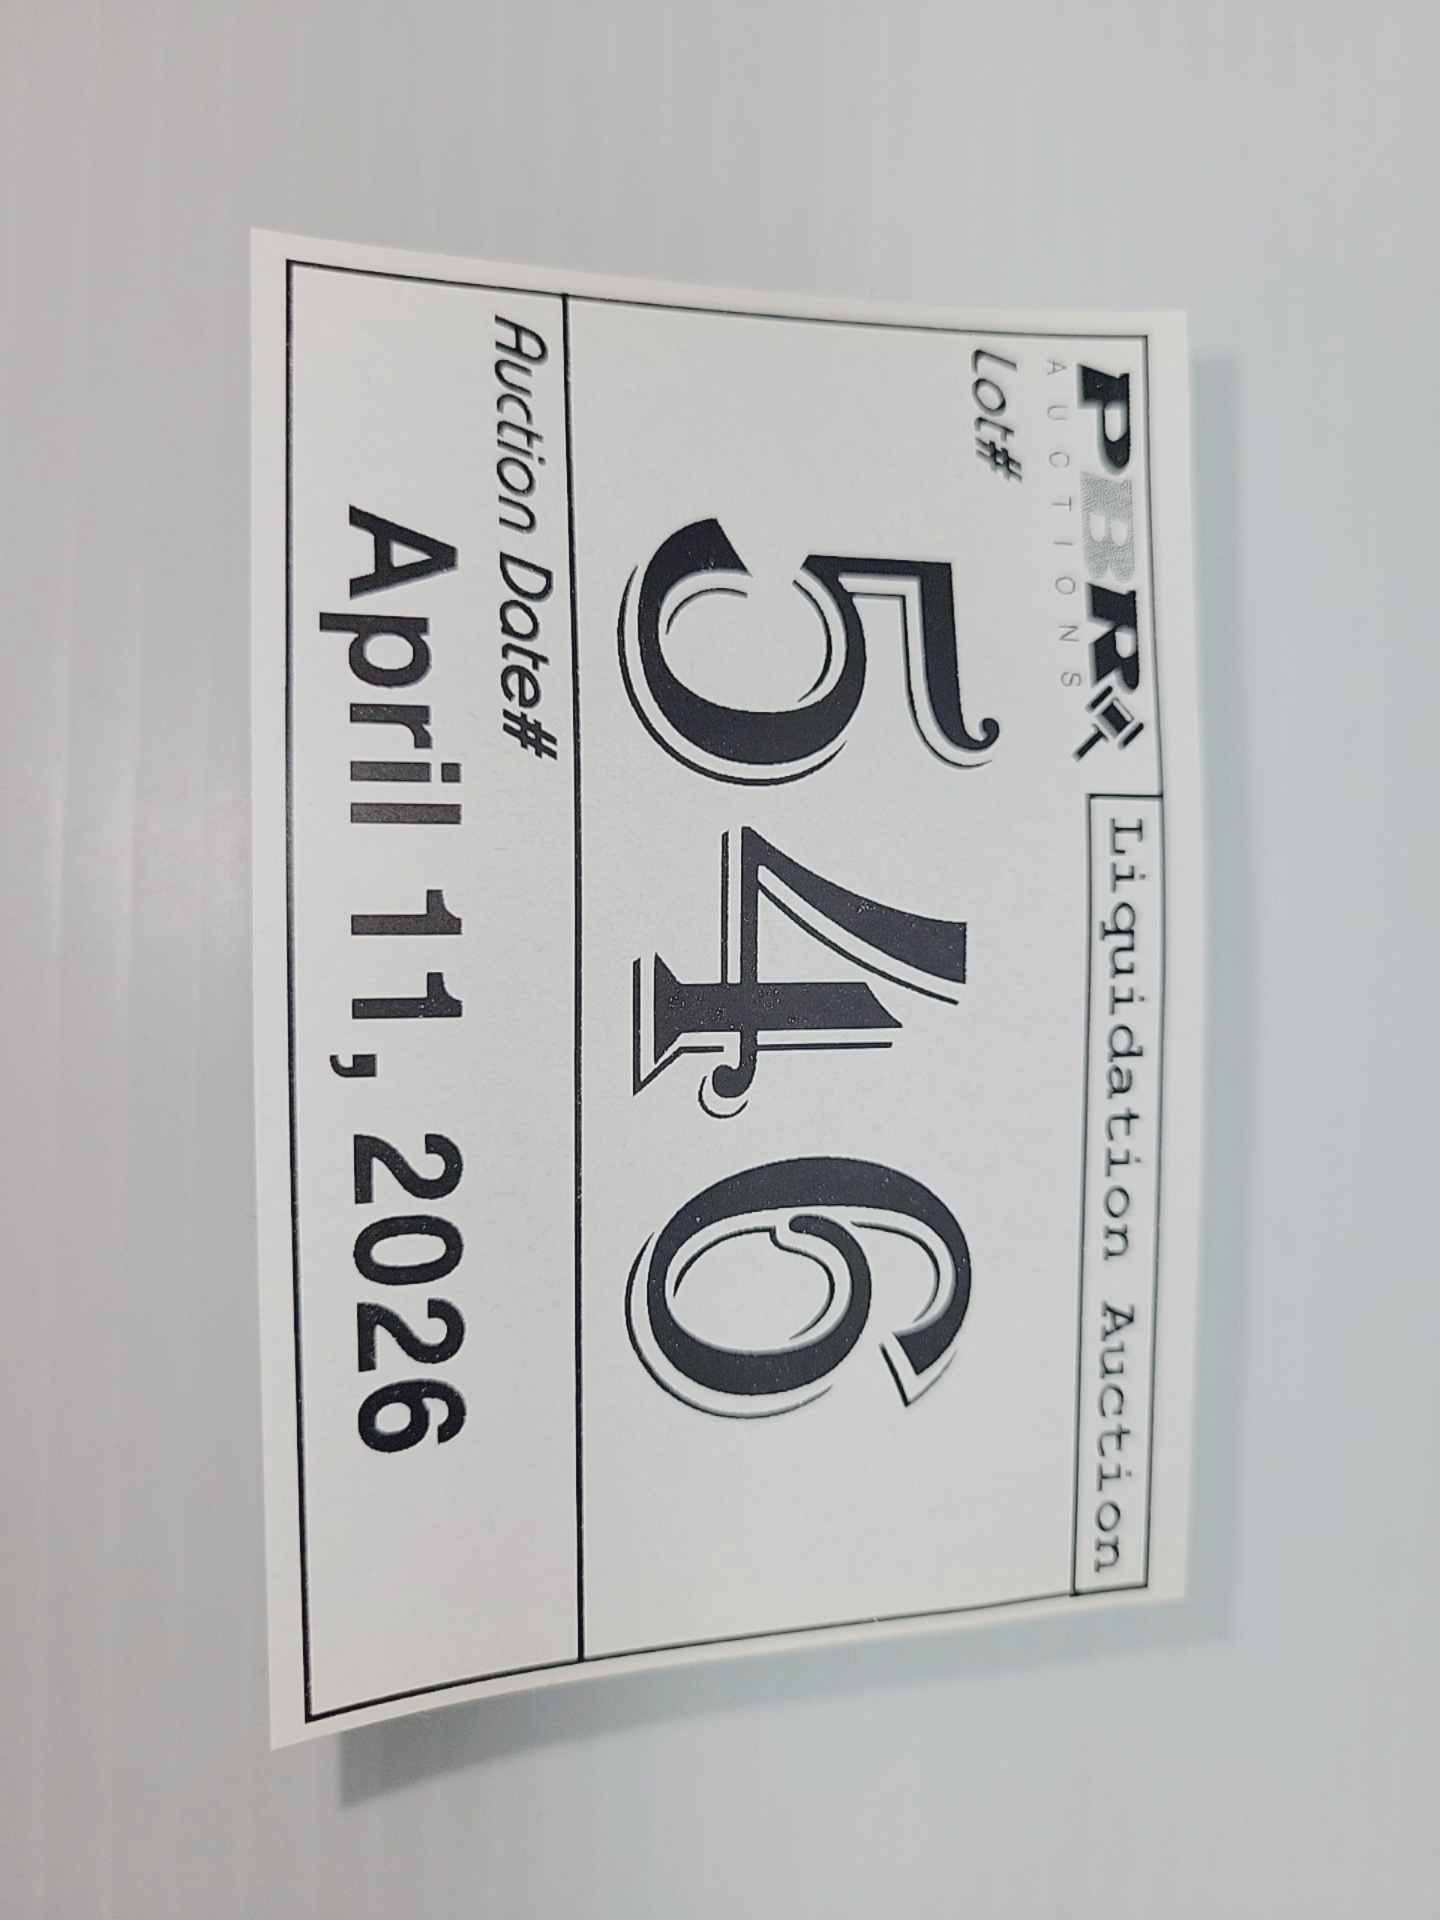 PBR
AUCTIONS
Liquidation Auction
Lot#
546
Auction Date#
April 11, 2026